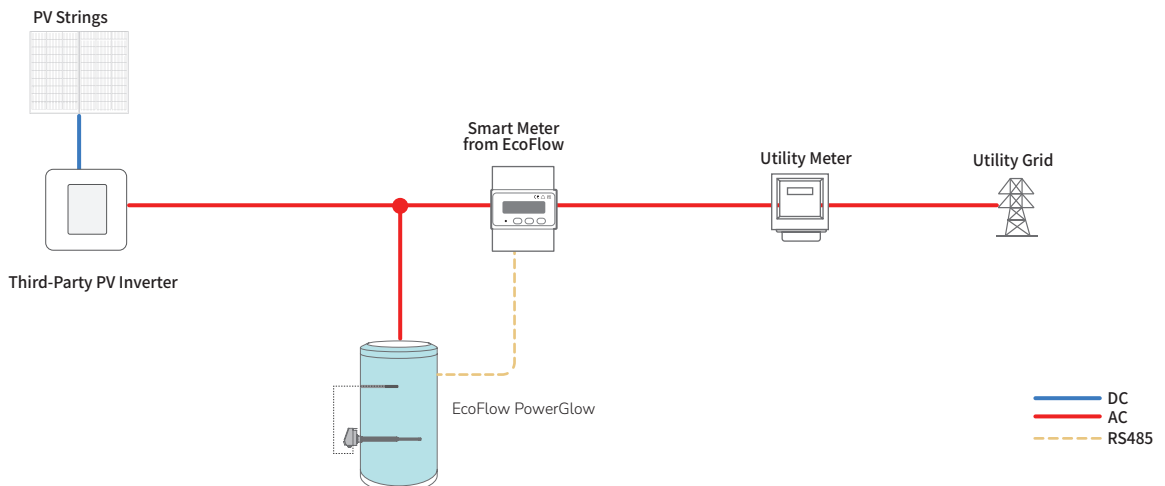 PV Strings
Smart Meter
from EcoFlow
Utility Meter
Utility Grid
Third-Party PV Inverter
EcoFlow PowerGlow
DC
AC
RS485